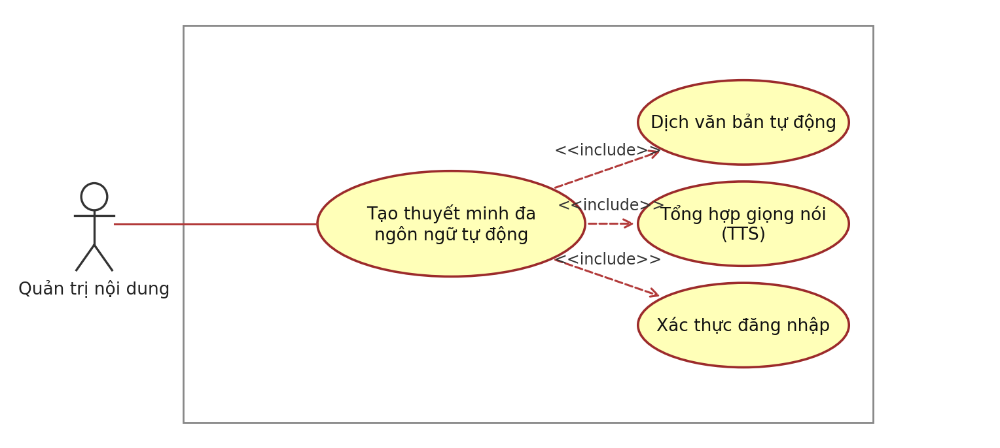 Dịch văn bản tự động
<<include>>
<<include>>
Tạo thuyết minh đa
ngôn ngữ tự động
Tổng hợp giọng nói
(TTS)
<<include>>
Quản trị nội dung
Xác thực đăng nhập